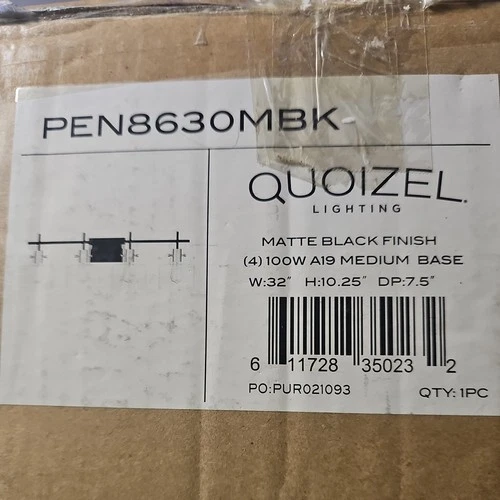 PEN8630MBK
QUOIZEL
LIGHTING
MATTE BLACK FINISH
(4) 100W A19 MEDIUM BASE
W:32" H:10.25" DP:7.5"
6 11728 35023 2
PO:PUR021093 QTY: 1PC